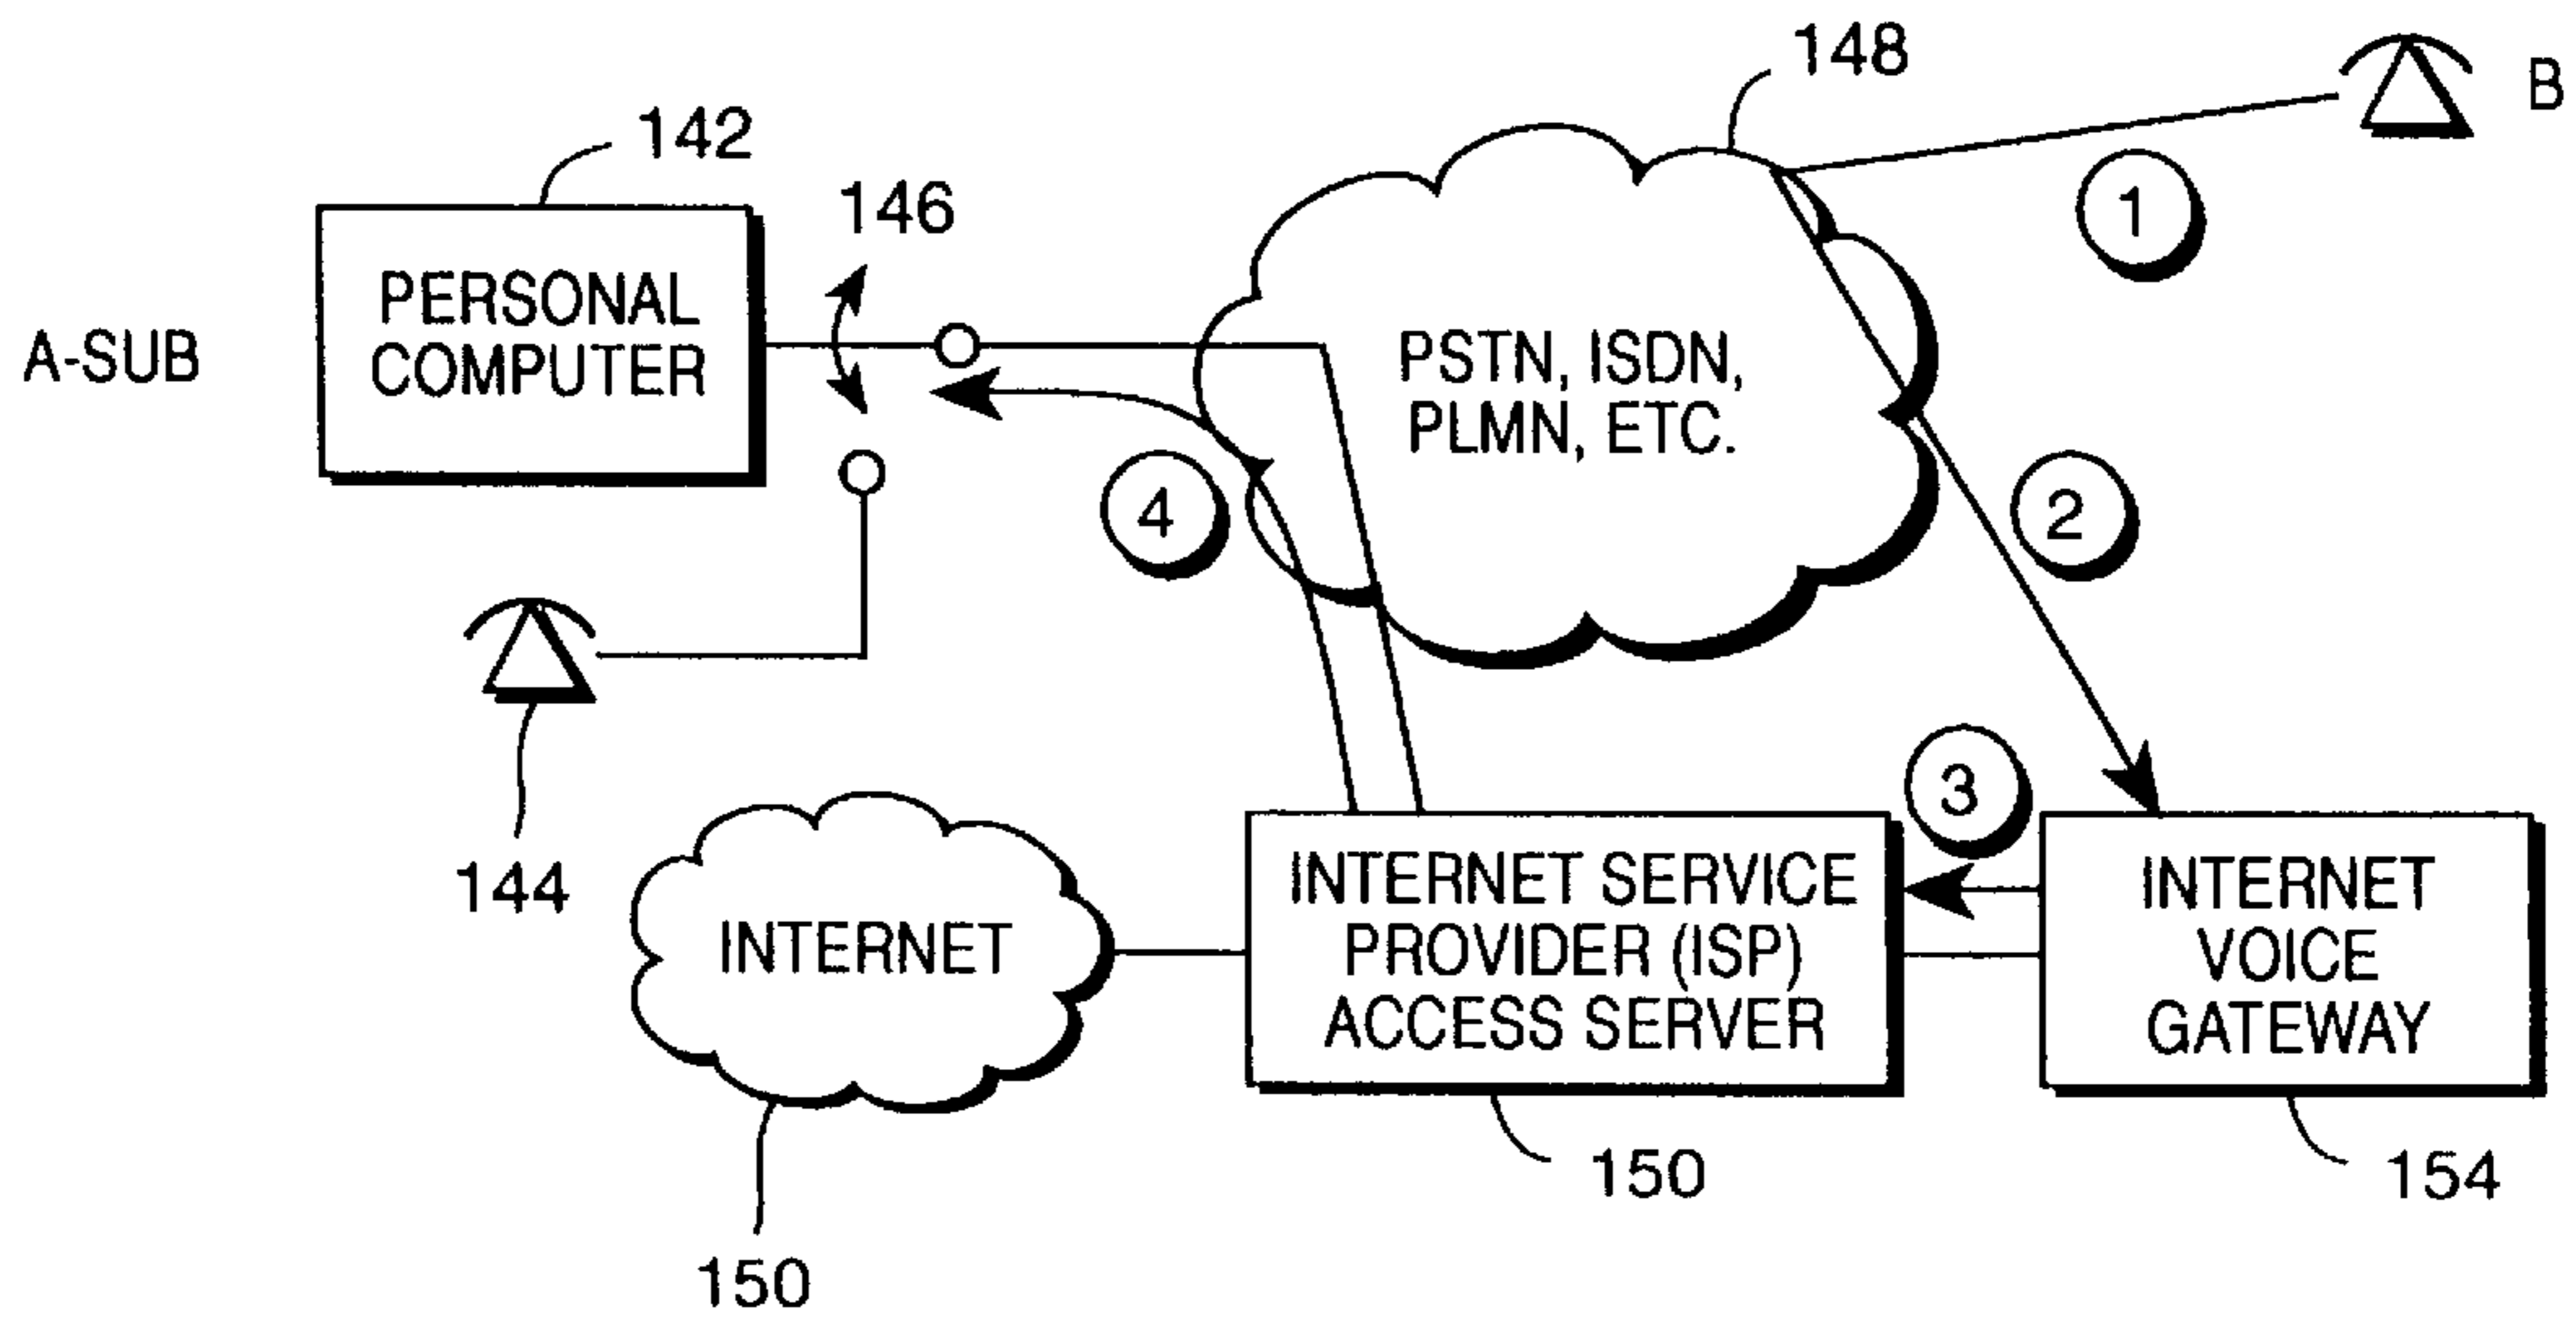 148
B
142
146
1
PERSONAL
COMPUTER
A-SUB
PSTN, ISDN,
PLMN, ETC.
4
2
144
3
INTERNET
INTERNET SERVICE
PROVIDER (ISP)
ACCESS SERVER
INTERNET
VOICE
GATEWAY
150
150
154